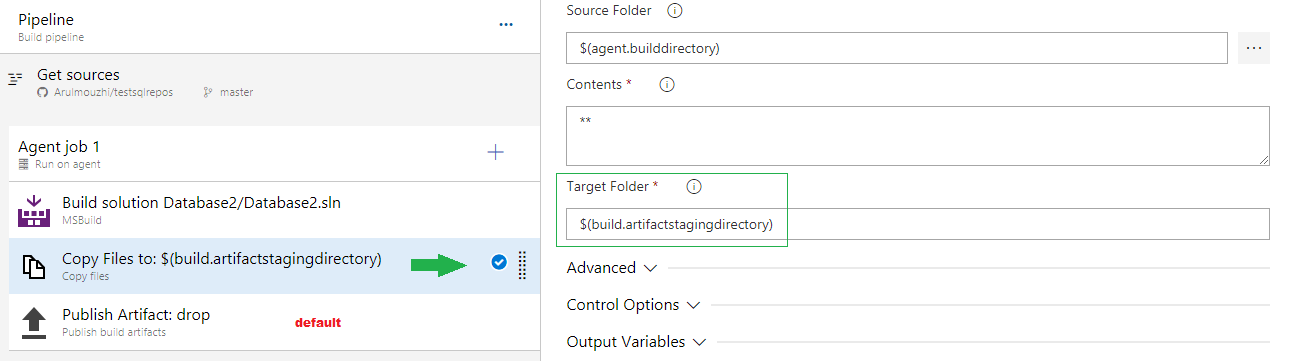 Pipeline
...
Build pipeline
Get sources
Arulmouzhi/testsqlrepos
master
Agent job 1
Run on agent
Build solution Database2/Database2.sln
MSBuild
Copy Files to: $(build.artifactstagingdirectory)
Copy files
Publish Artifact: drop
Publish build artifacts
default
Source Folder
$(agent.builddirectory)
...
Contents *
**
Target Folder *
$(build.artifactstagingdirectory)
Advanced
Control Options
Output Variables